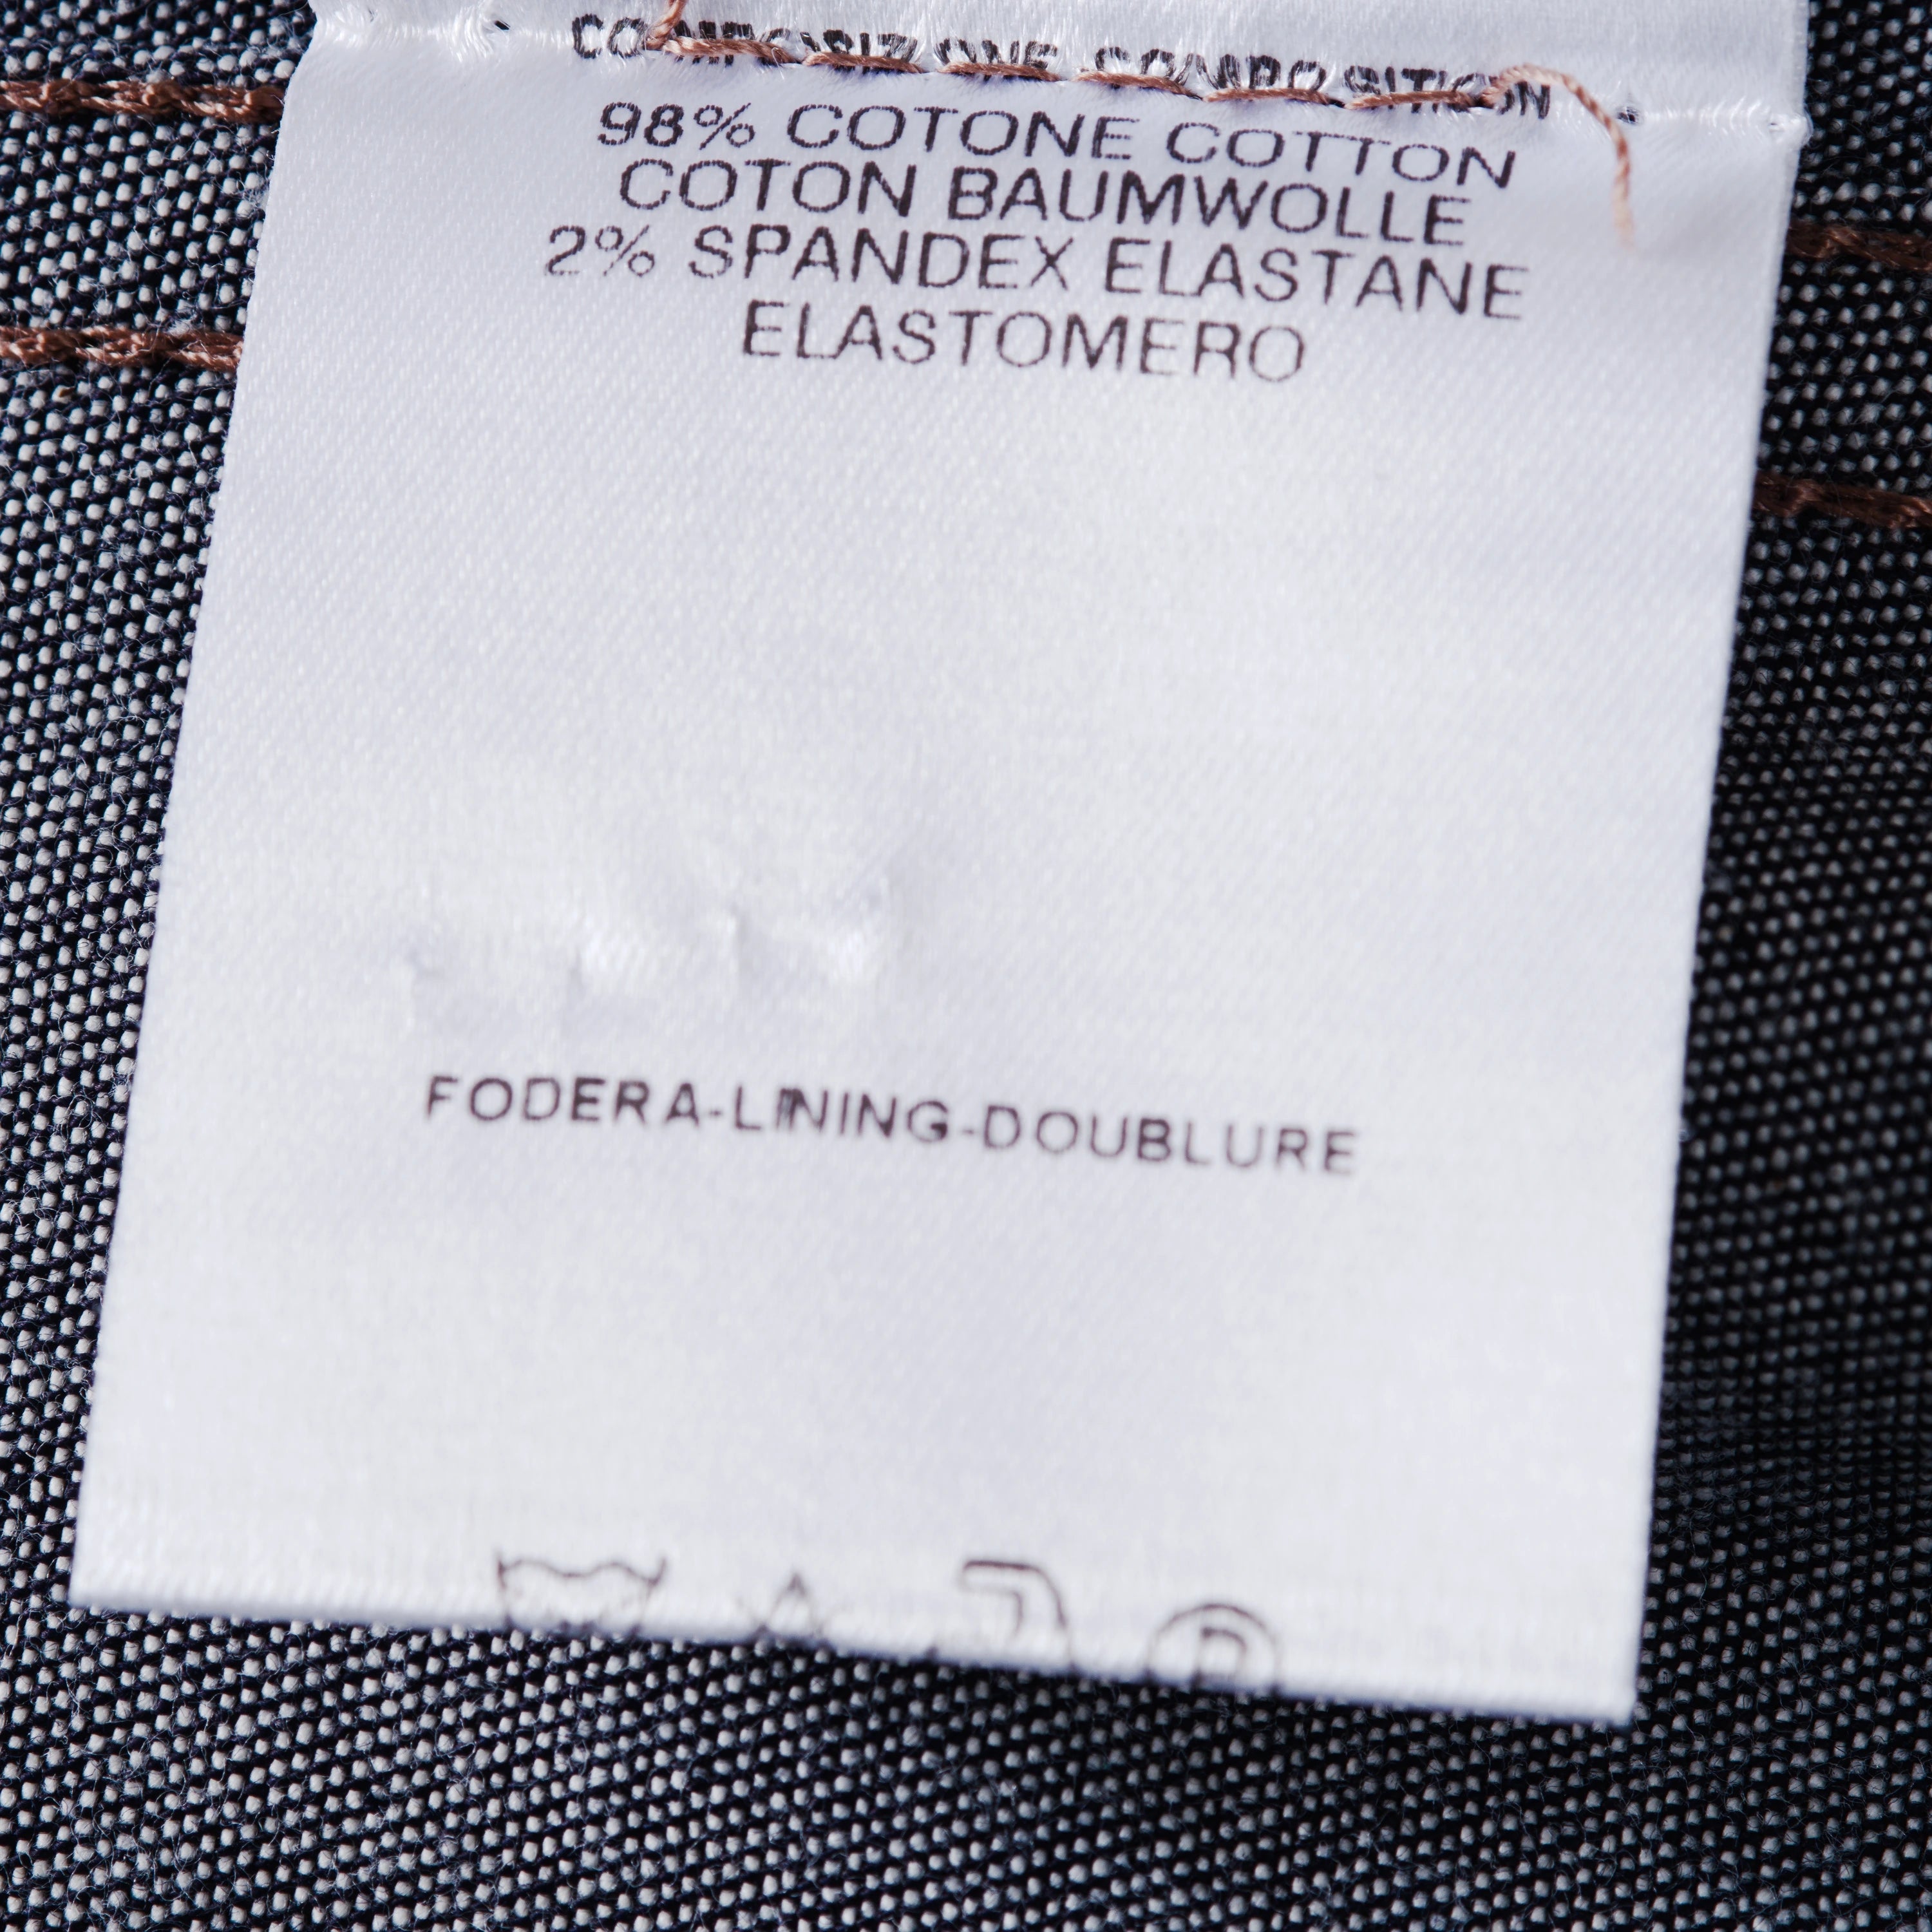 COMPOSIZIONE-COMPOSITION
98% COTONE COTTON
COTON BAUMWOLLE
2% SPANDEX ELASTANE
ELASTOMERO
FODERA-LINING-DOUBLURE
P